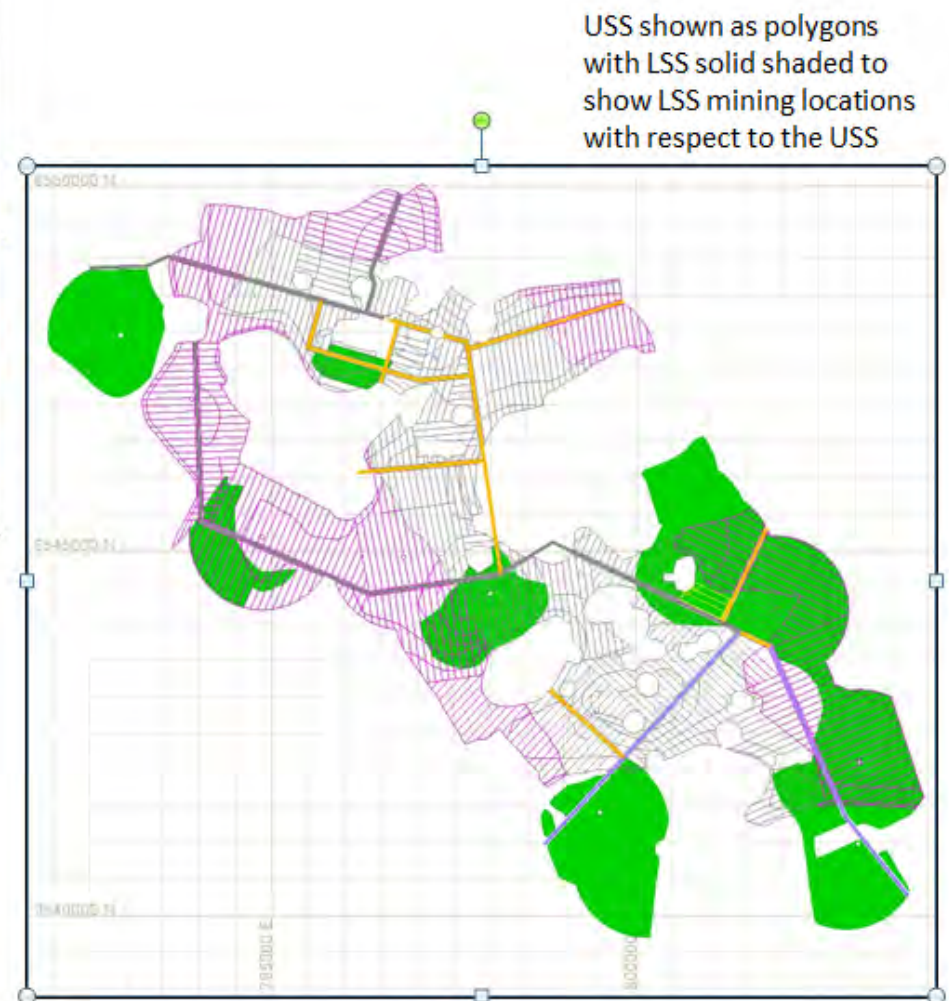 USS shown as polygons
with LSS solid shaded to
show LSS mining locations
with respect to the USS